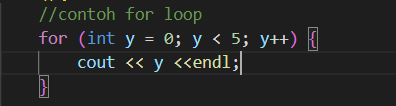 //contoh for loop
for (int y = 0; y < 5; y++) {
cout << y <<endl;
}